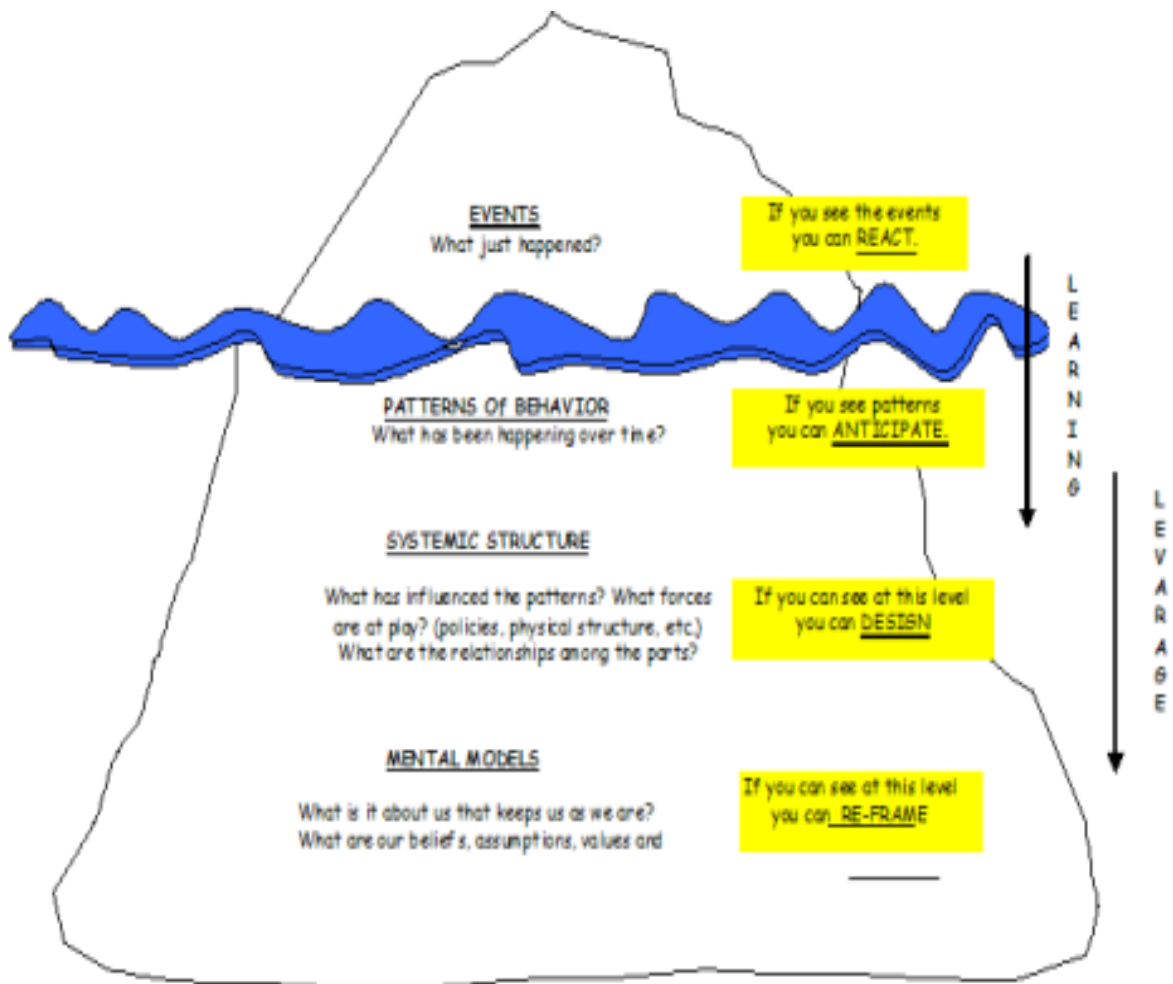 EVENTS
What just happened?
If you see the events
you can REACT.
PATTERNS Of BEHAVIOR
What has been happening over time?
If you see patterns
you can ANTICIPATE.
SYSTEMIC STRUCTURE
What has influenced the patterns? What forces
are at play? (policies, physical structure, etc.)
What are the relationships among the parts?
If you can see at this level
you can DESIGN
MENTAL MODELS
What is it about us that keeps us as we are?
What are our beliefs, assumptions, values and
If you can see at this level
you can RE-FRAME
LEARNING
LEVARAGE